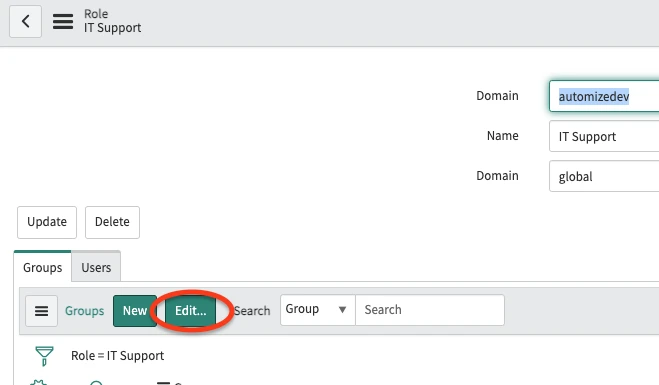 Role
IT Support
Domain automizedev
Name IT Support
Domain global
Update Delete
Groups Users
Groups New Edit... Search Group Search
Role = IT Support